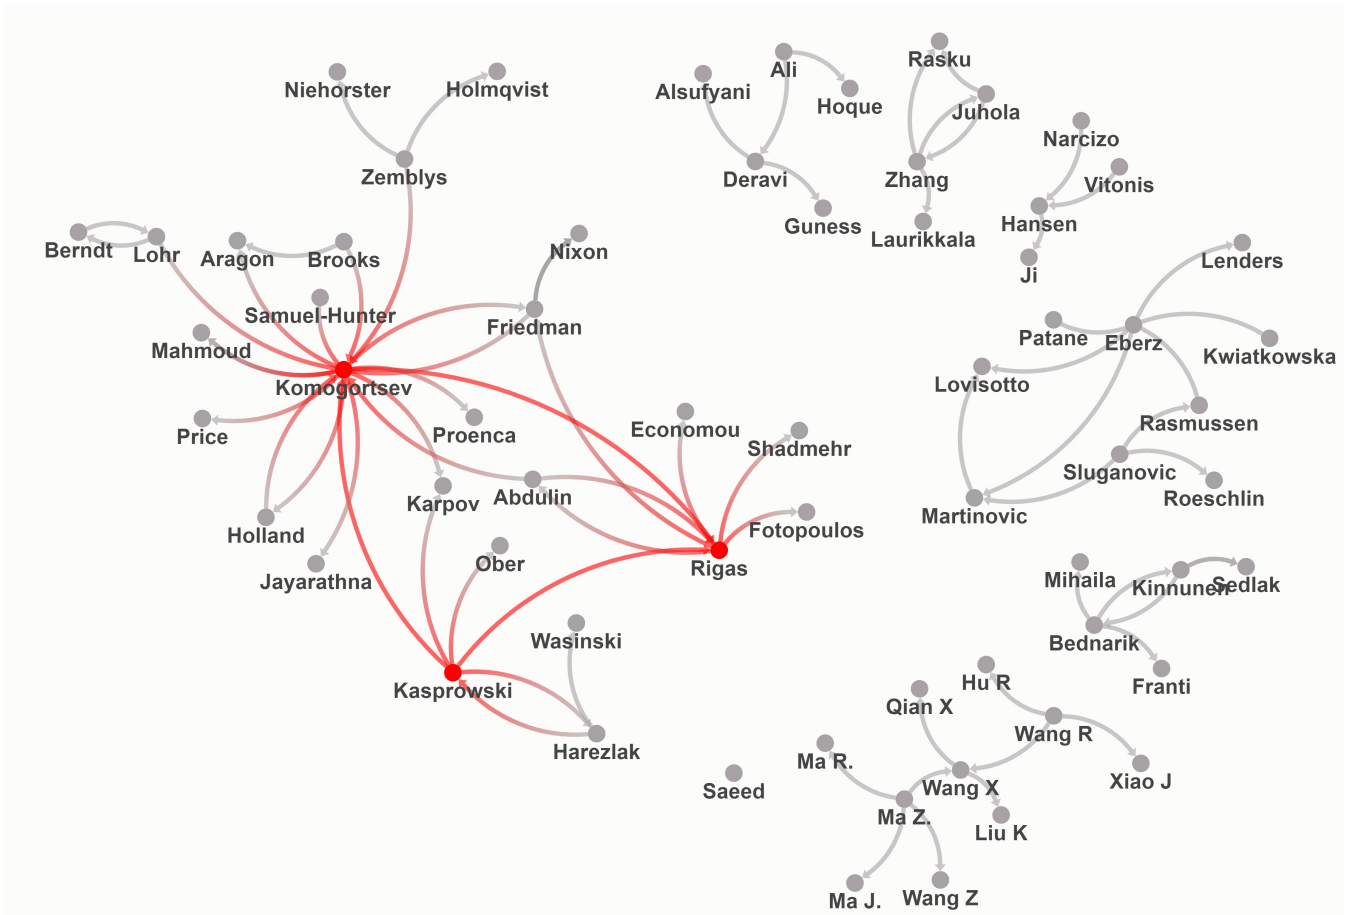 Rasku
Ali
Niehorster
Holmqvist
Alsufyani
Hoque
Juhola
Narcizo
Zemblys
Deravi
Zhang
Vitonis
Guness
Hansen
Laurikkala
Berndt
Lohr
Aragon
Brooks
Nixon
Ji
Lenders
Samuel-Hunter
Friedman
Patane
Eberz
Mahmoud
Kwiatkowska
Komogortsev
Lovisotto
Price
Proenca
Economou
Shadmehr
Rasmussen
Sluganovic
Karpov
Abdulin
Roeschlin
Holland
Fotopoulos
Martinovic
Ober
Rigas
Jayarathna
Mihaila
Kinnunen
Sedlak
Wasinski
Bednarik
Kasprowski
Hu R
Franti
Qian X
Wang R
Harezlak
Ma R.
Xiao J
Saeed
Wang X
Ma Z.
Liu K
Ma J.
Wang Z